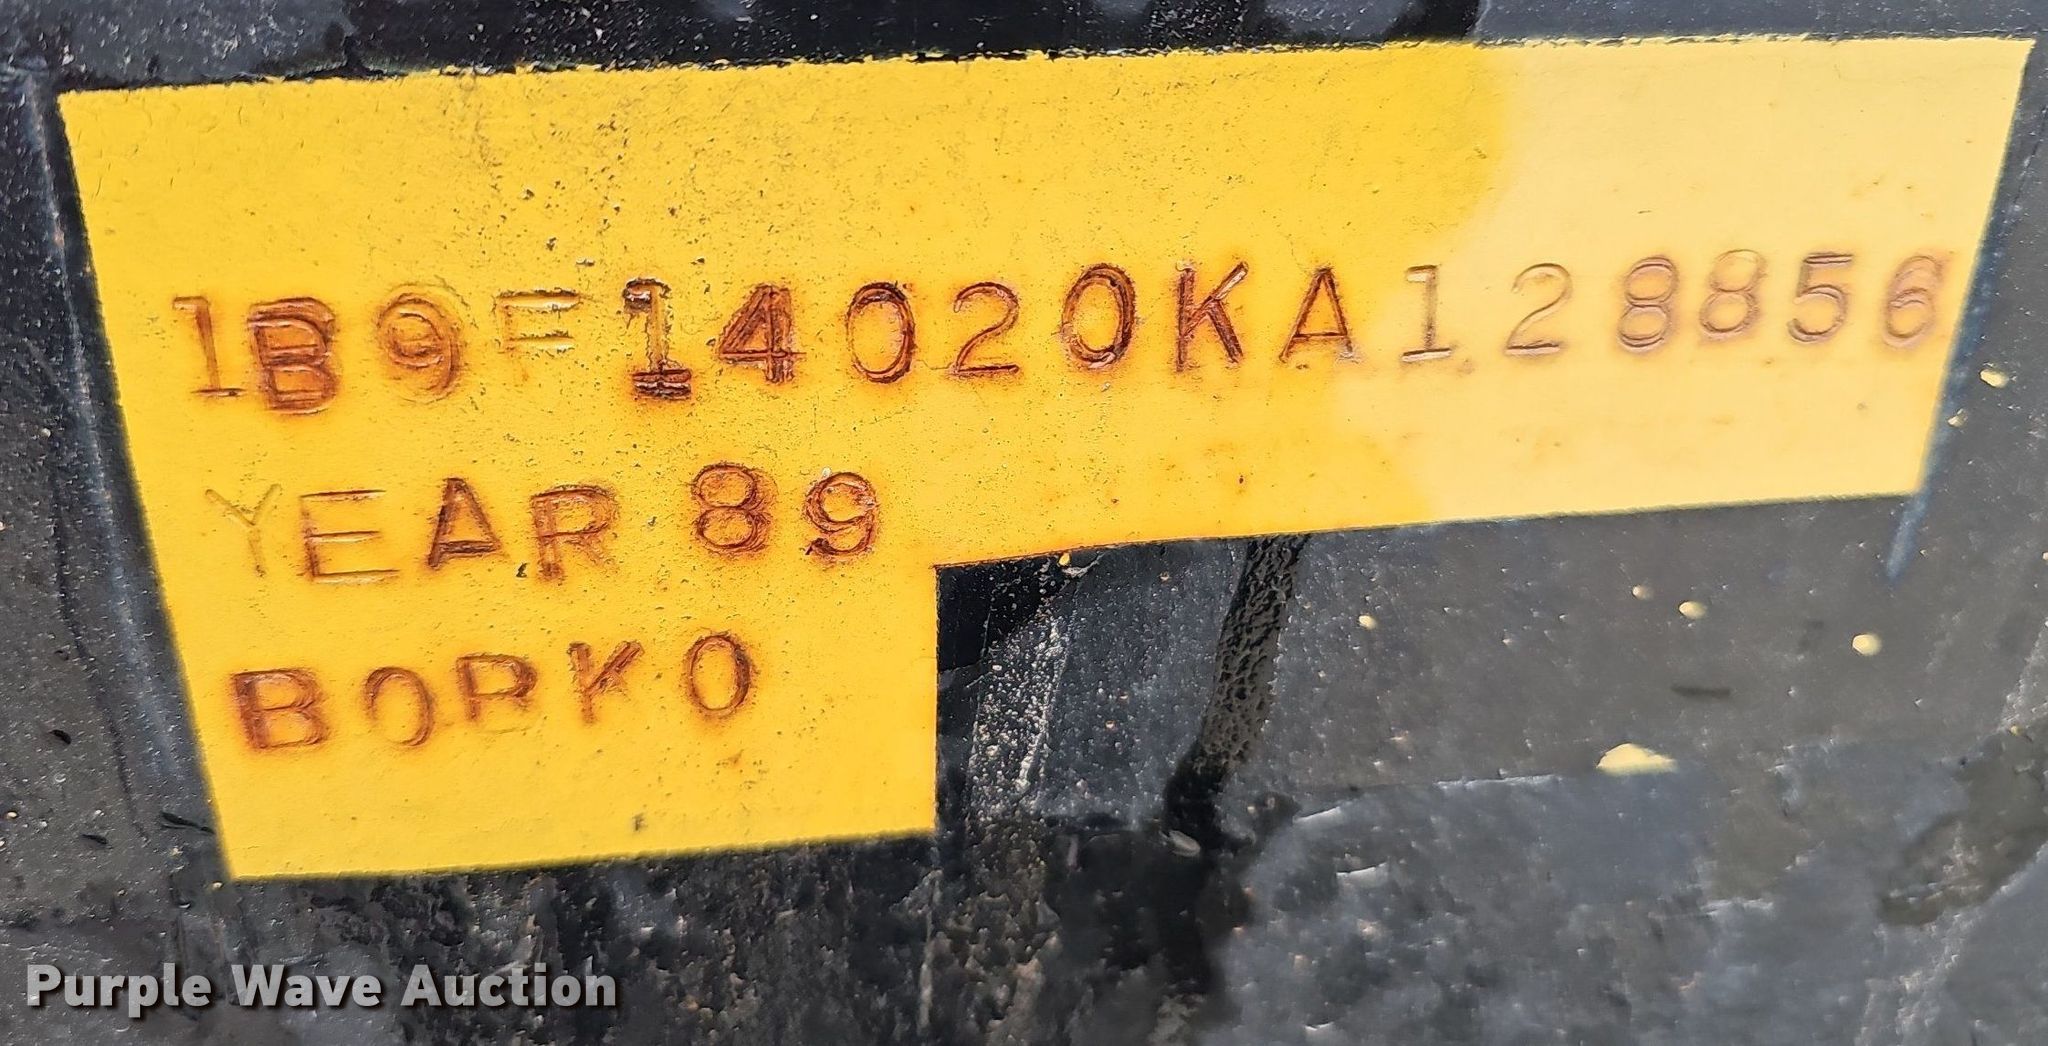 1B9F14020KA128856
YEAR 89
BORKO
Purple Wave Auction